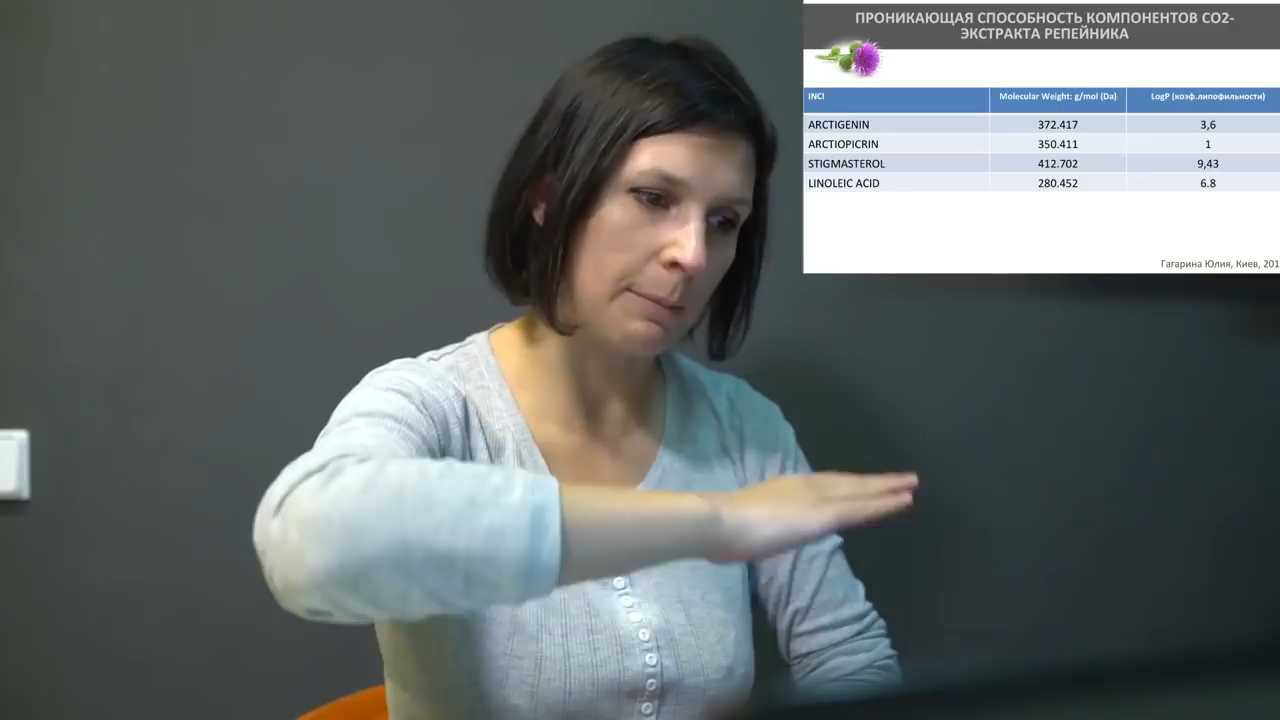 ПРОНИКАЮЩАЯ СПОСОБНОСТЬ КОМПОНЕНТОВ СО2-
ЭКСТРАКТА РЕПЕЙНИКА
INCI Molecular Weight: g/mol (Da) LogP (коэф.липофильности)
ARCTIGENIN 372.417 3,6
ARCTIOPICRIN 350.411 1
STIGMASTEROL 412.702 9,43
LINOLEIC ACID 280.452 6.8
Гагарина Юлия, Киев, 201